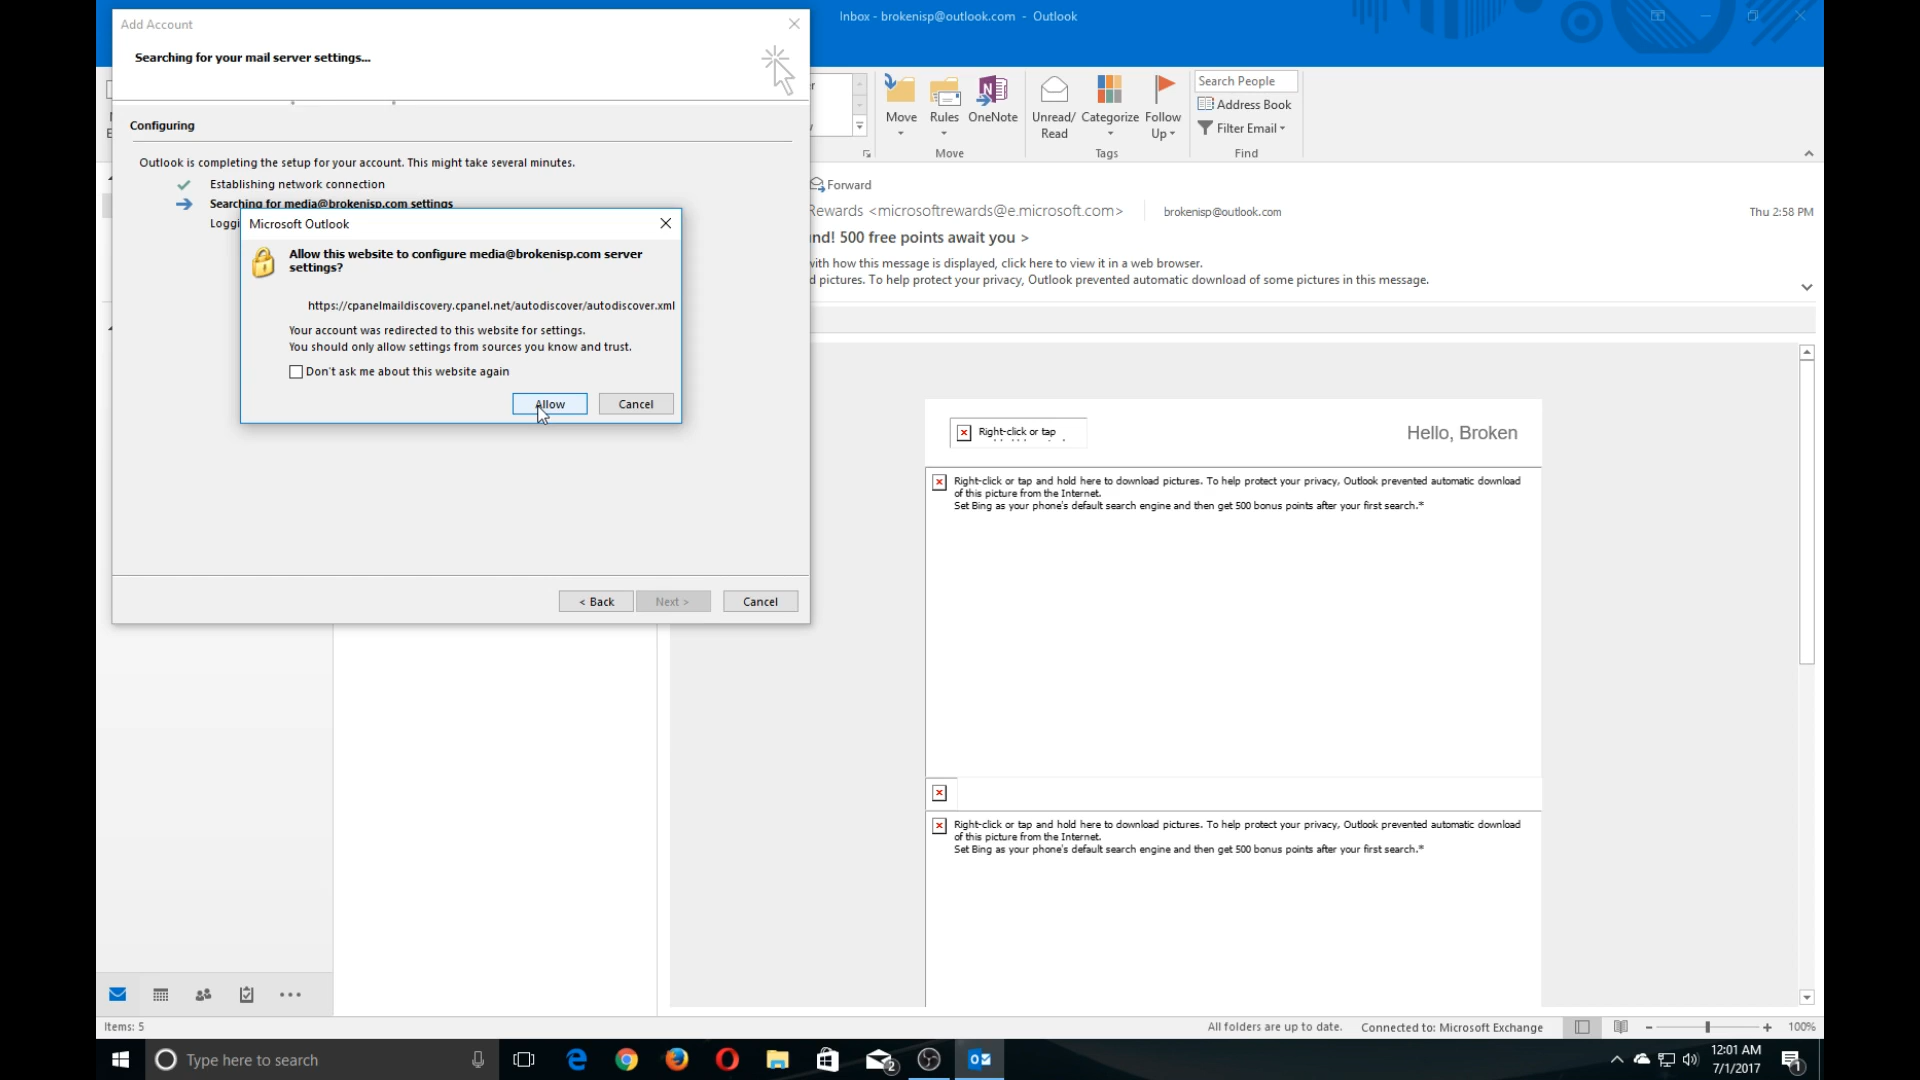 Add Account
Inbox - brokenisp@outlook.com - Outlook
Searching for your mail server settings...
Search People
Address Book
Filter Email
Move
Rules
OneNote
Unread/
Read
Categorize
Follow
Up
Move
Tags
Find
Configuring
Outlook is completing the setup for your account. This might take several minutes.
Establishing network connection
Searching for media@brokenisp.com settings
Loggi
Microsoft Outlook
Allow this website to configure media@brokenisp.com server
settings?
https://cpanelmaildiscovery.cpanel.net/autodiscover/autodiscover.xml
Your account was redirected to this website for settings.
You should only allow settings from sources you know and trust.
Don't ask me about this website again
Allow
Cancel
< Back
Next >
Cancel
Forward
Rewards <microsoftrewards@e.microsoft.com>
brokenisp@outlook.com
Thu 2:58 PM
nd! 500 free points await you >
with how this message is displayed, click here to view it in a web browser.
d pictures. To help protect your privacy, Outlook prevented automatic download of some pictures in this message.
Right-click or tap
Hello, Broken
Right-click or tap and hold here to download pictures. To help protect your privacy, Outlook prevented automatic download
of this picture from the Internet.
Set Bing as your phone's default search engine and then get 500 bonus points after your first search.*
Right-click or tap and hold here to download pictures. To help protect your privacy, Outlook prevented automatic download
of this picture from the Internet.
Set Bing as your phone's default search engine and then get 500 bonus points after your first search.*
Items: 5
All folders are up to date.
Connected to: Microsoft Exchange
100%
Type here to search
2
12:01 AM
7/1/2017
1